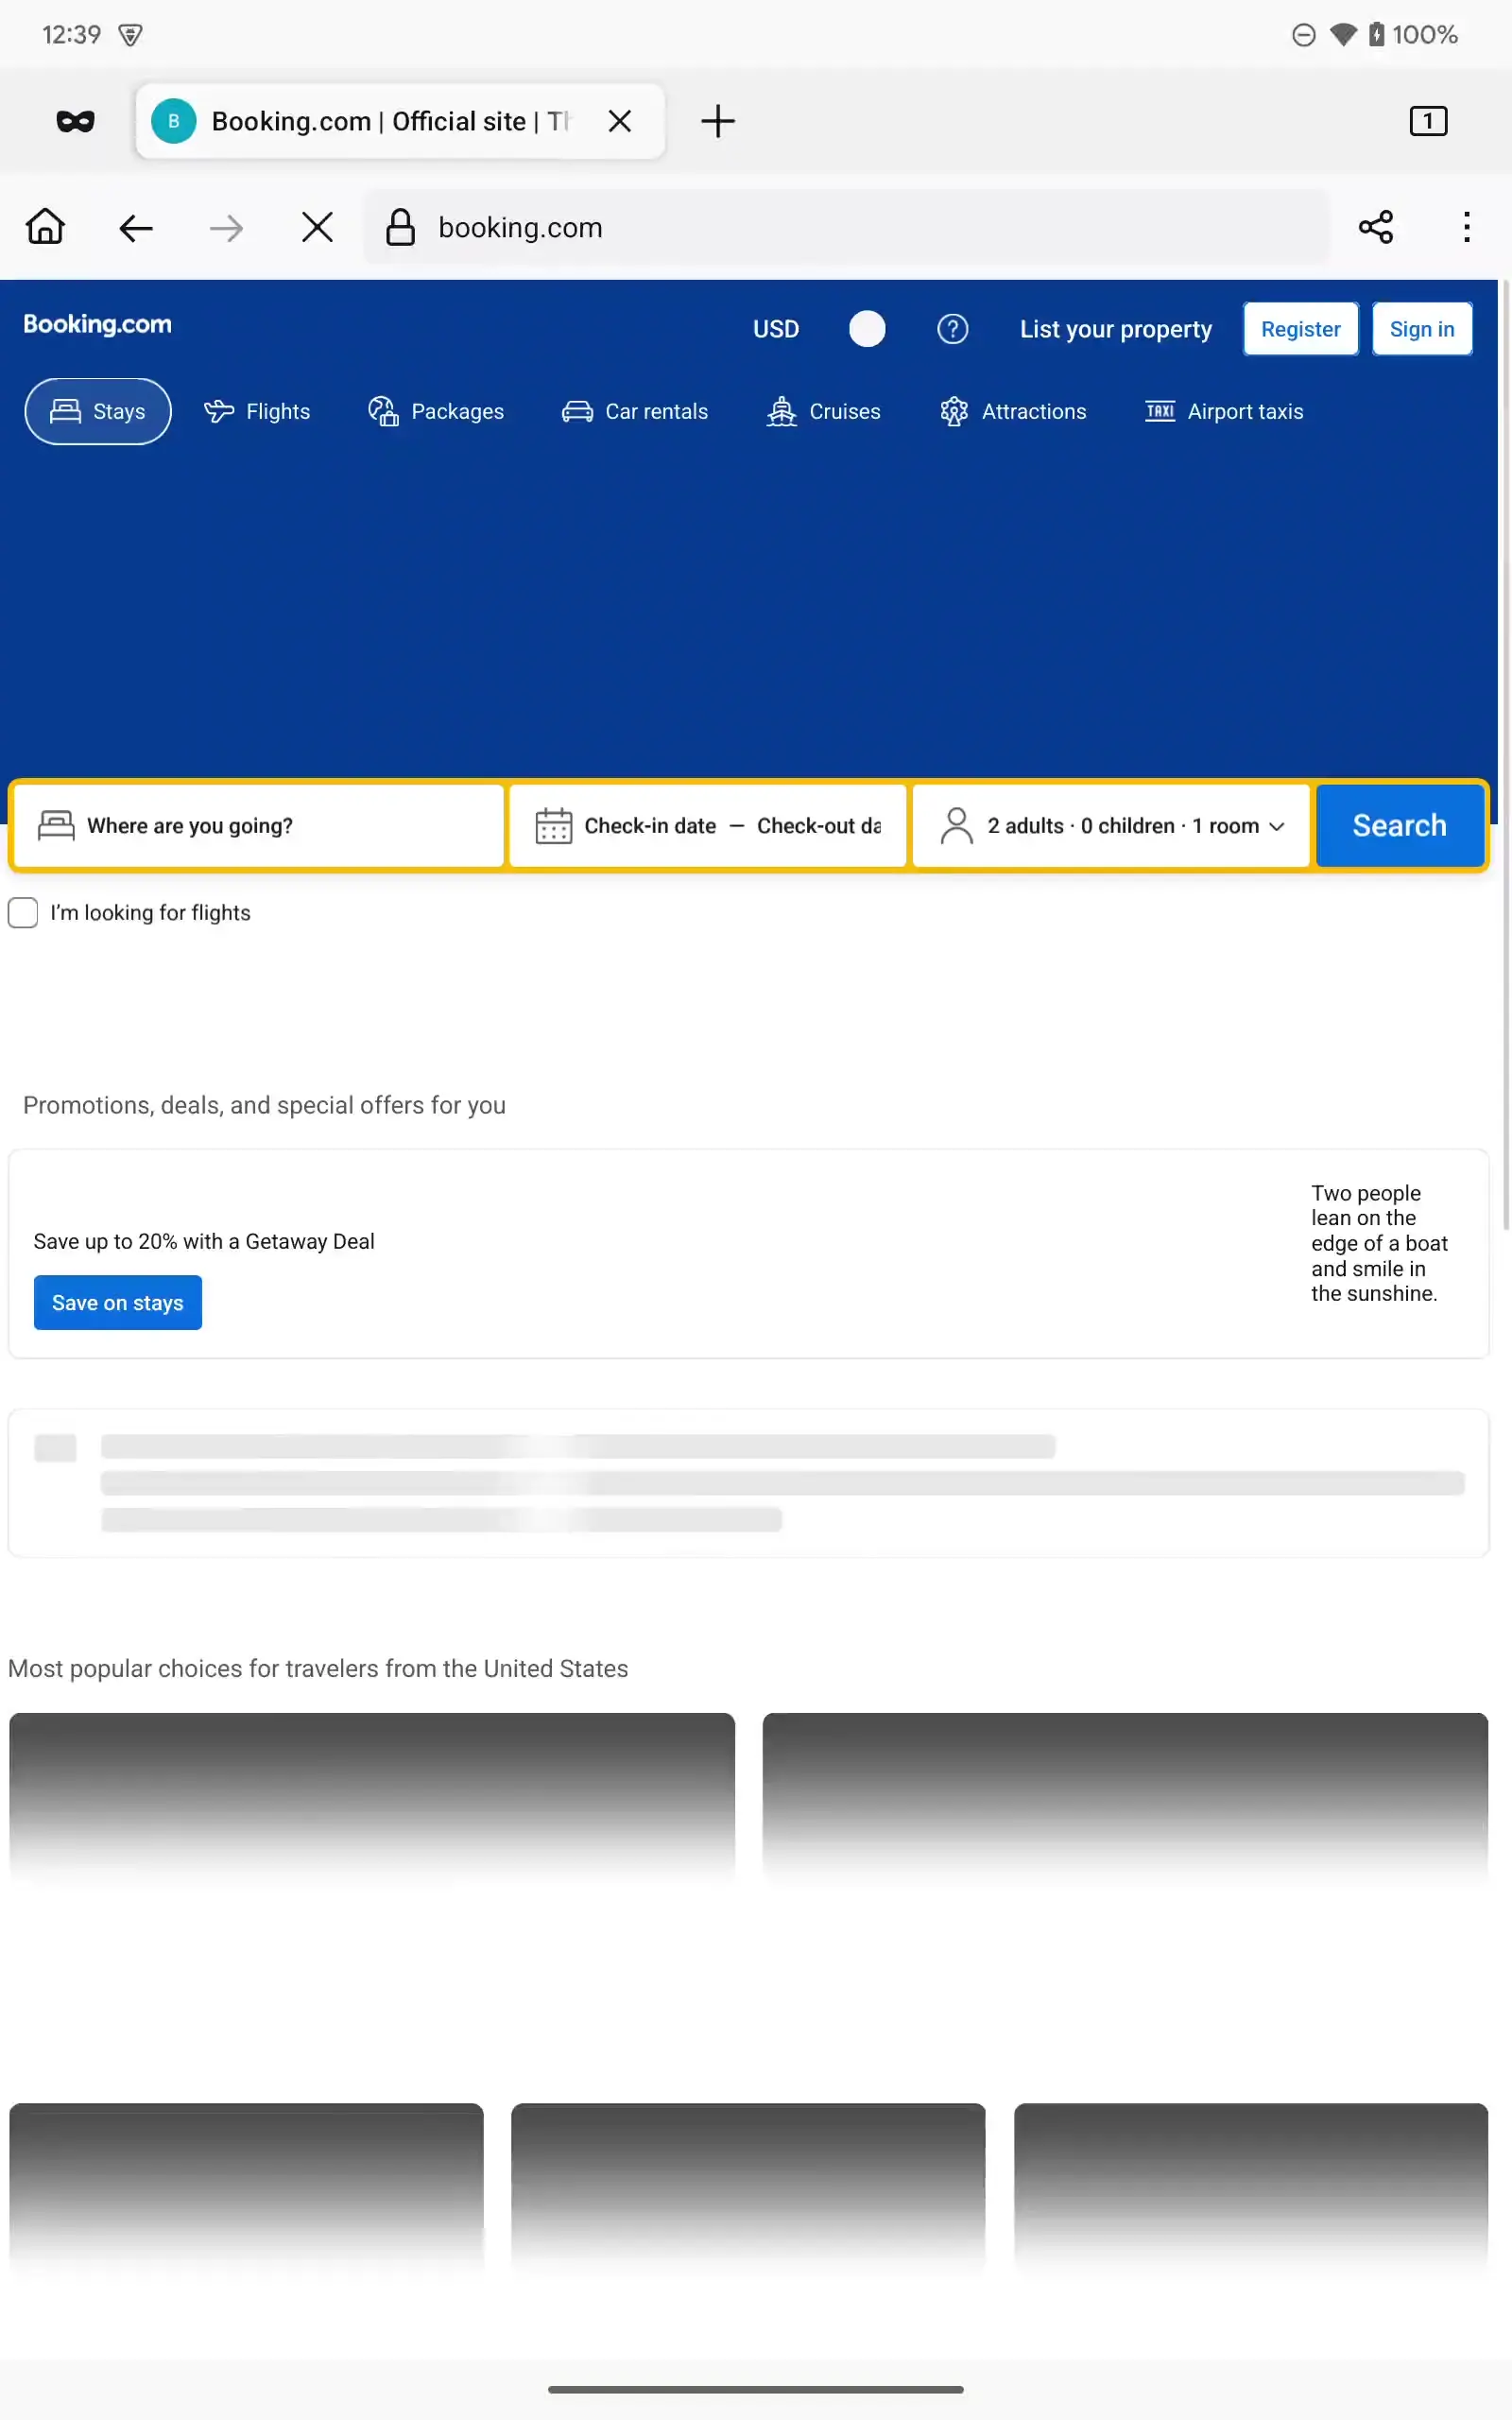 12:39
100%
B
Booking.com | Official site | Th
1
booking.com
Booking.com
USD
List your property
Register
Sign in
Stays
Flights
Packages
Car rentals
Cruises
Attractions
TAXI
Airport taxis
Where are you going?
Check-in date — Check-out da
2 adults · 0 children · 1 room
Search
I’m looking for flights
Promotions, deals, and special offers for you
Save up to 20% with a Getaway Deal
Save on stays
Two people
lean on the
edge of a boat
and smile in
the sunshine.
Most popular choices for travelers from the United States